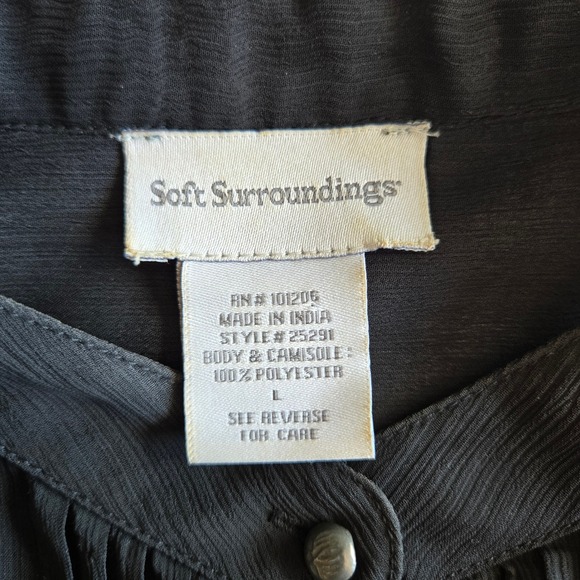 Soft Surroundings
RN# 101206
MADE IN INDIA
STYLE# 25291
BODY & CAMISOLE:
100% POLYESTER
L
SEE REVERSE
FOR CARE